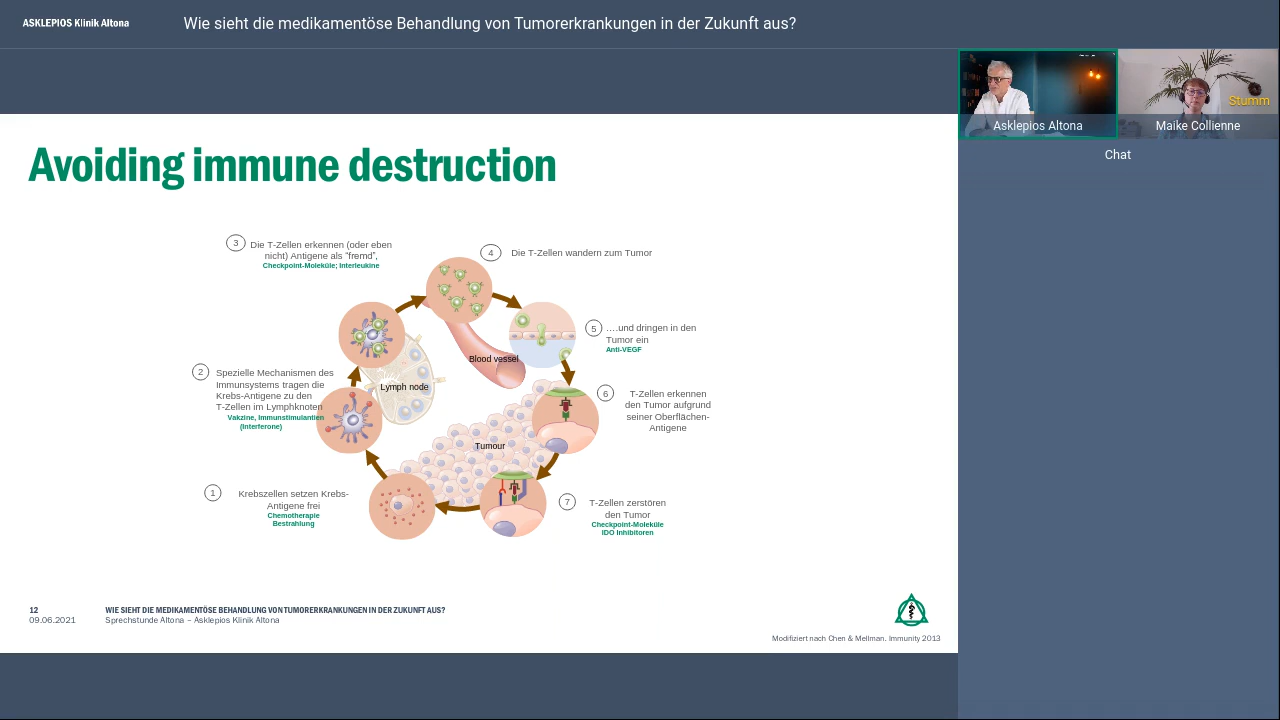 ASKLEPIOS Klinik Altona
Wie sieht die medikamentöse Behandlung von Tumorerkrankungen in der Zukunft aus?
Stumm
Asklepios Altona
Maike Collienne
Chat
Avoiding immune destruction
3
Die T-Zellen erkennen (oder eben
nicht) Antigene als "fremd",
Checkpoint-Moleküle; Interleukine
4
Die T-Zellen wandern zum Tumor
5
….und dringen in den
Tumor ein
Anti-VEGF
Blood vessel
2
Spezielle Mechanismen des
Immunsystems tragen die
Krebs-Antigene zu den
T-Zellen im Lymphknoten
Vakzine, Immunstimulantien
(Interferone)
Lymph node
6
T-Zellen erkennen
den Tumor aufgrund
seiner Oberflächen-
Antigene
Tumour
1
Krebszellen setzen Krebs-
Antigene frei
Chemotherapie
Bestrahlung
7
T-Zellen zerstören
den Tumor
Checkpoint-Moleküle
IDO Inhibitoren
12
WIE SIEHT DIE MEDIKAMENTÖSE BEHANDLUNG VON TUMORERKRANKUNGEN IN DER ZUKUNFT AUS?
09.06.2021
Sprechstunde Altona – Asklepios Klinik Altona
Modifiziert nach Chen & Mellman. Immunity 2013